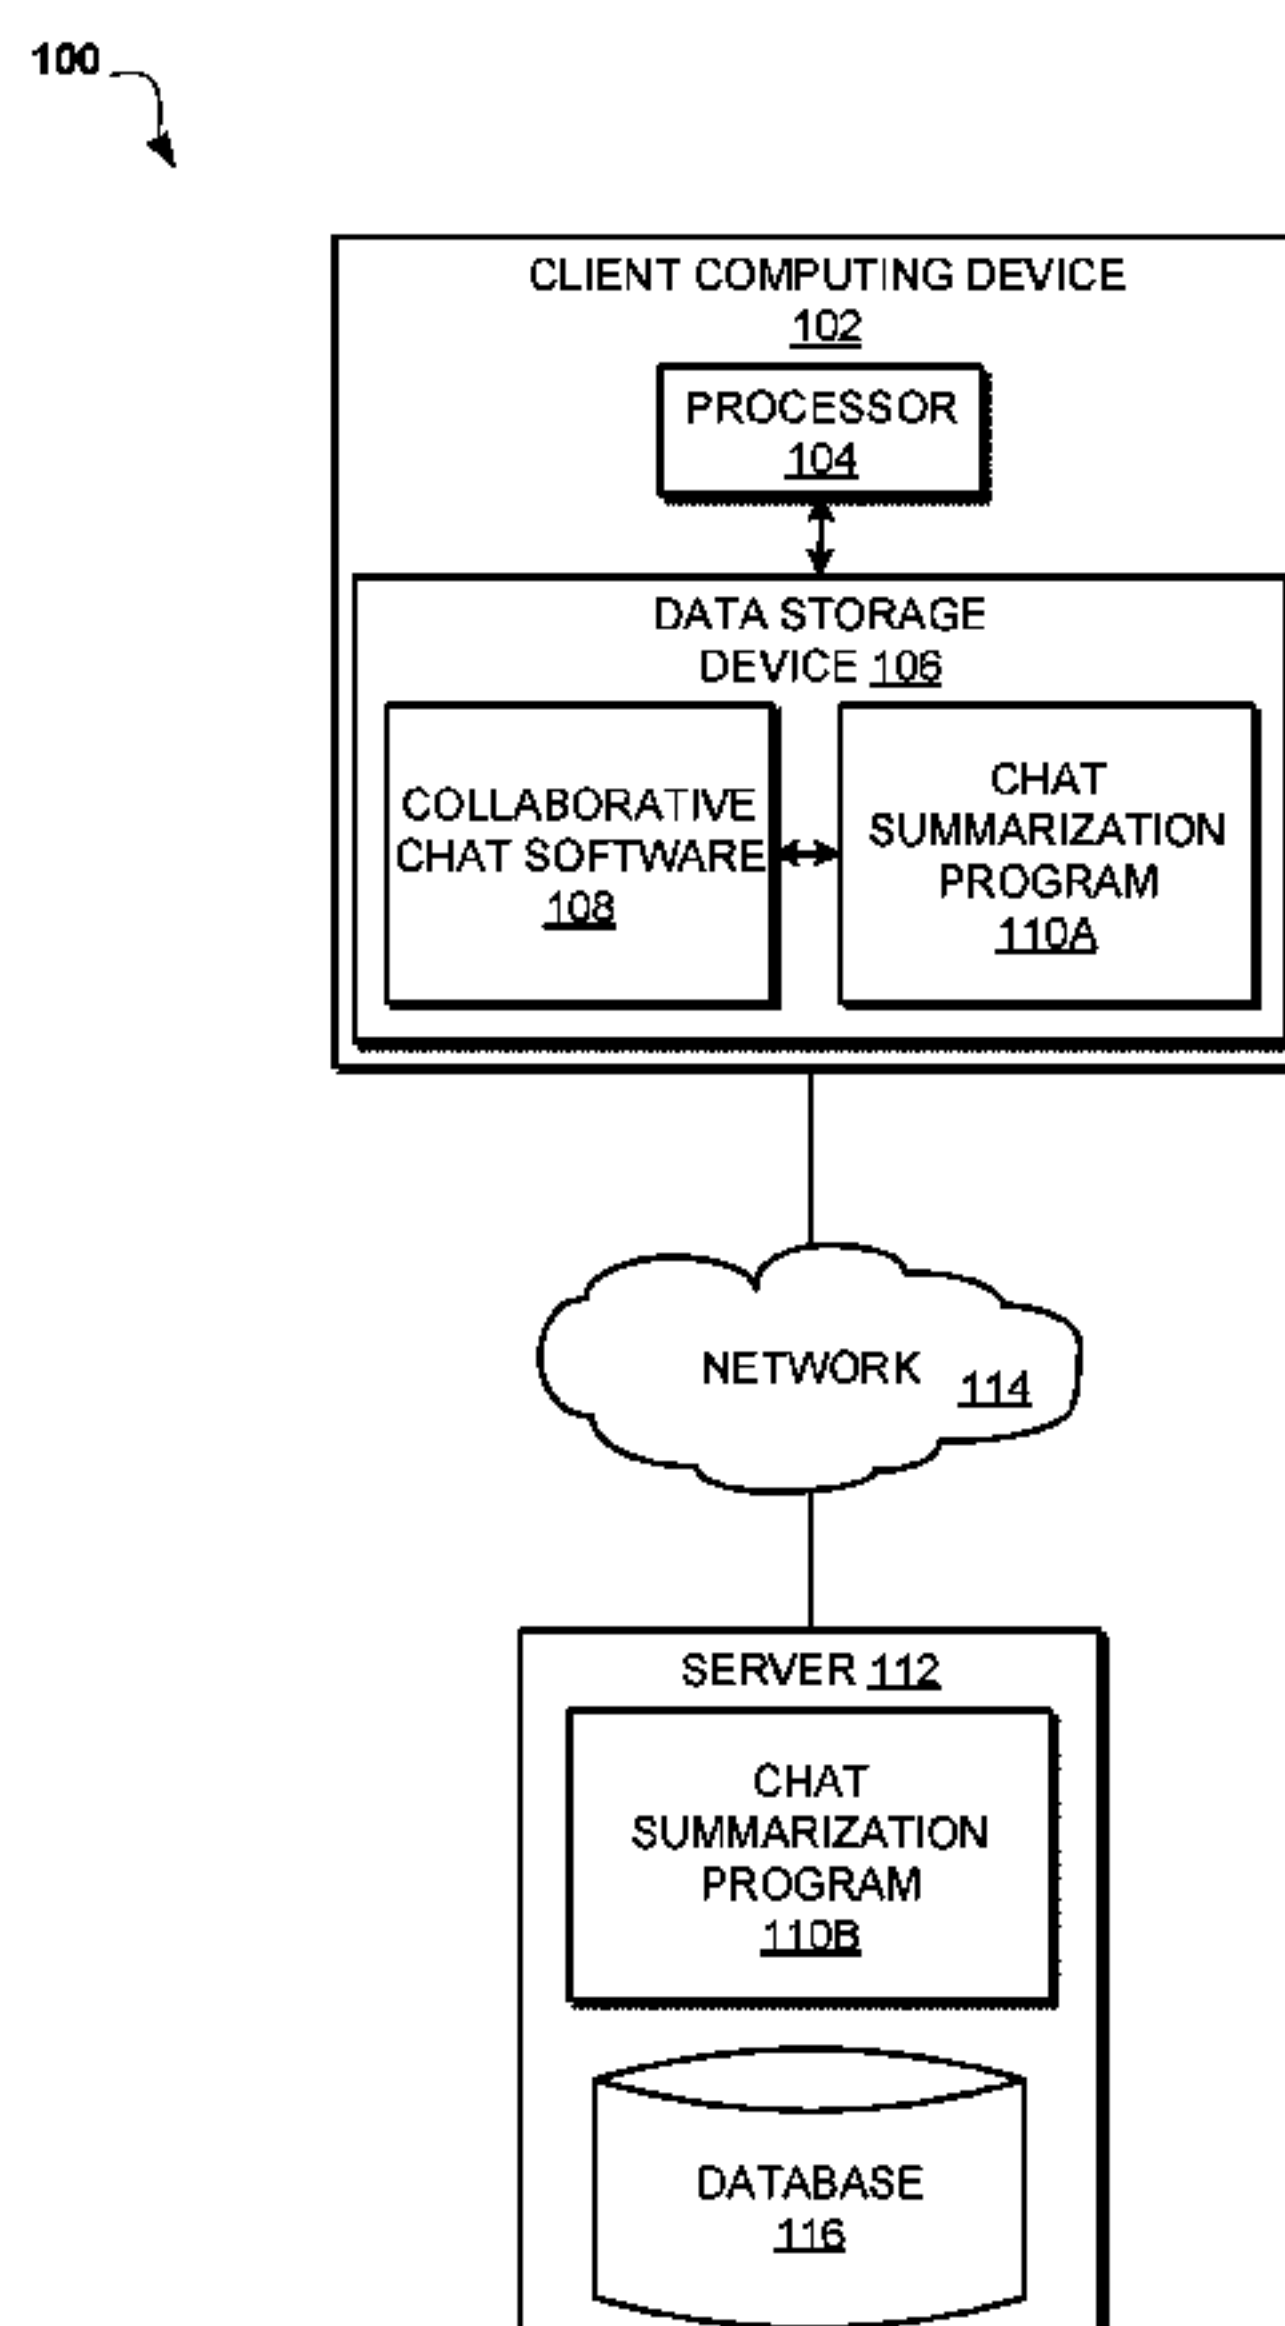 100
CLIENT COMPUTING DEVICE
102
PROCESSOR
104
DATA STORAGE
DEVICE 106
COLLABORATIVE
CHAT SOFTWARE
108
CHAT
SUMMARIZATION
PROGRAM
110A
NETWORK 114
SERVER 112
CHAT
SUMMARIZATION
PROGRAM
110B
DATABASE
116